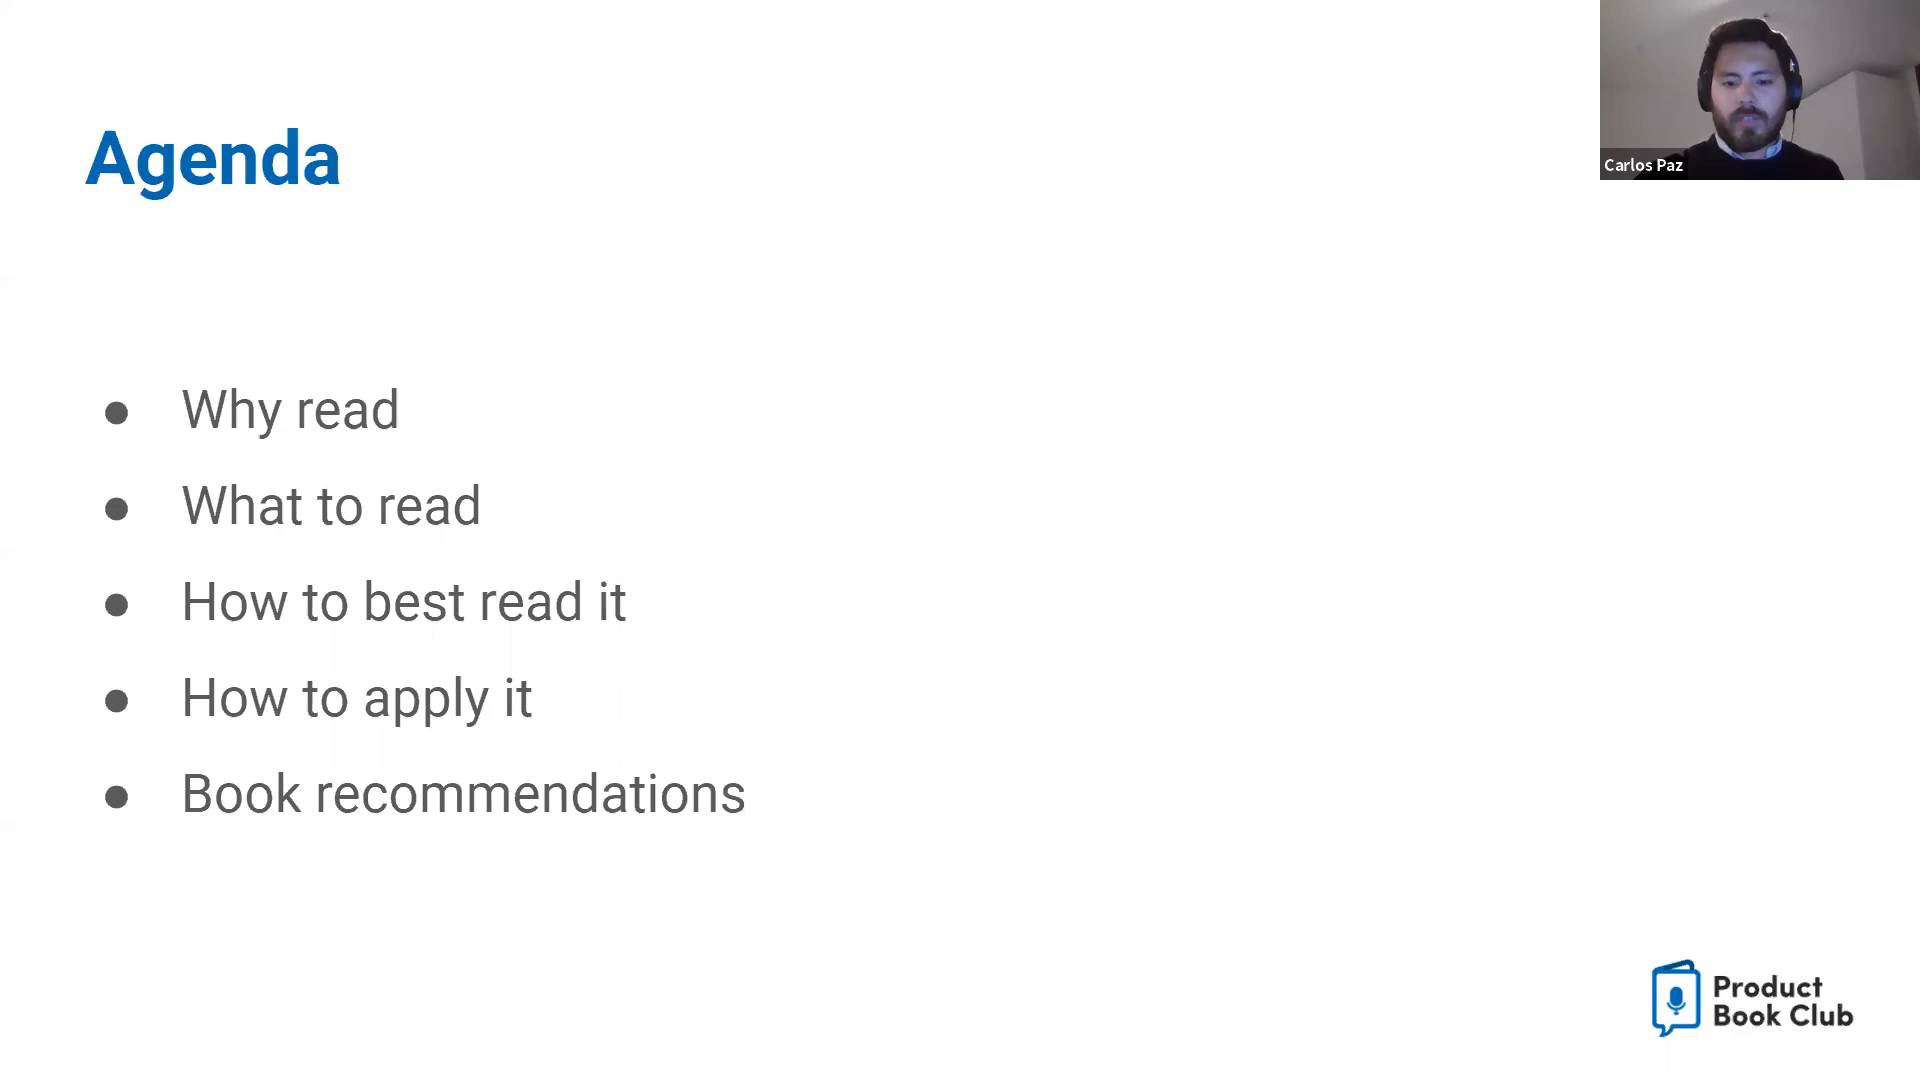 Agenda
Carlos Paz
● Why read
● What to read
● How to best read it
● How to apply it
● Book recommendations
Product
Book Club